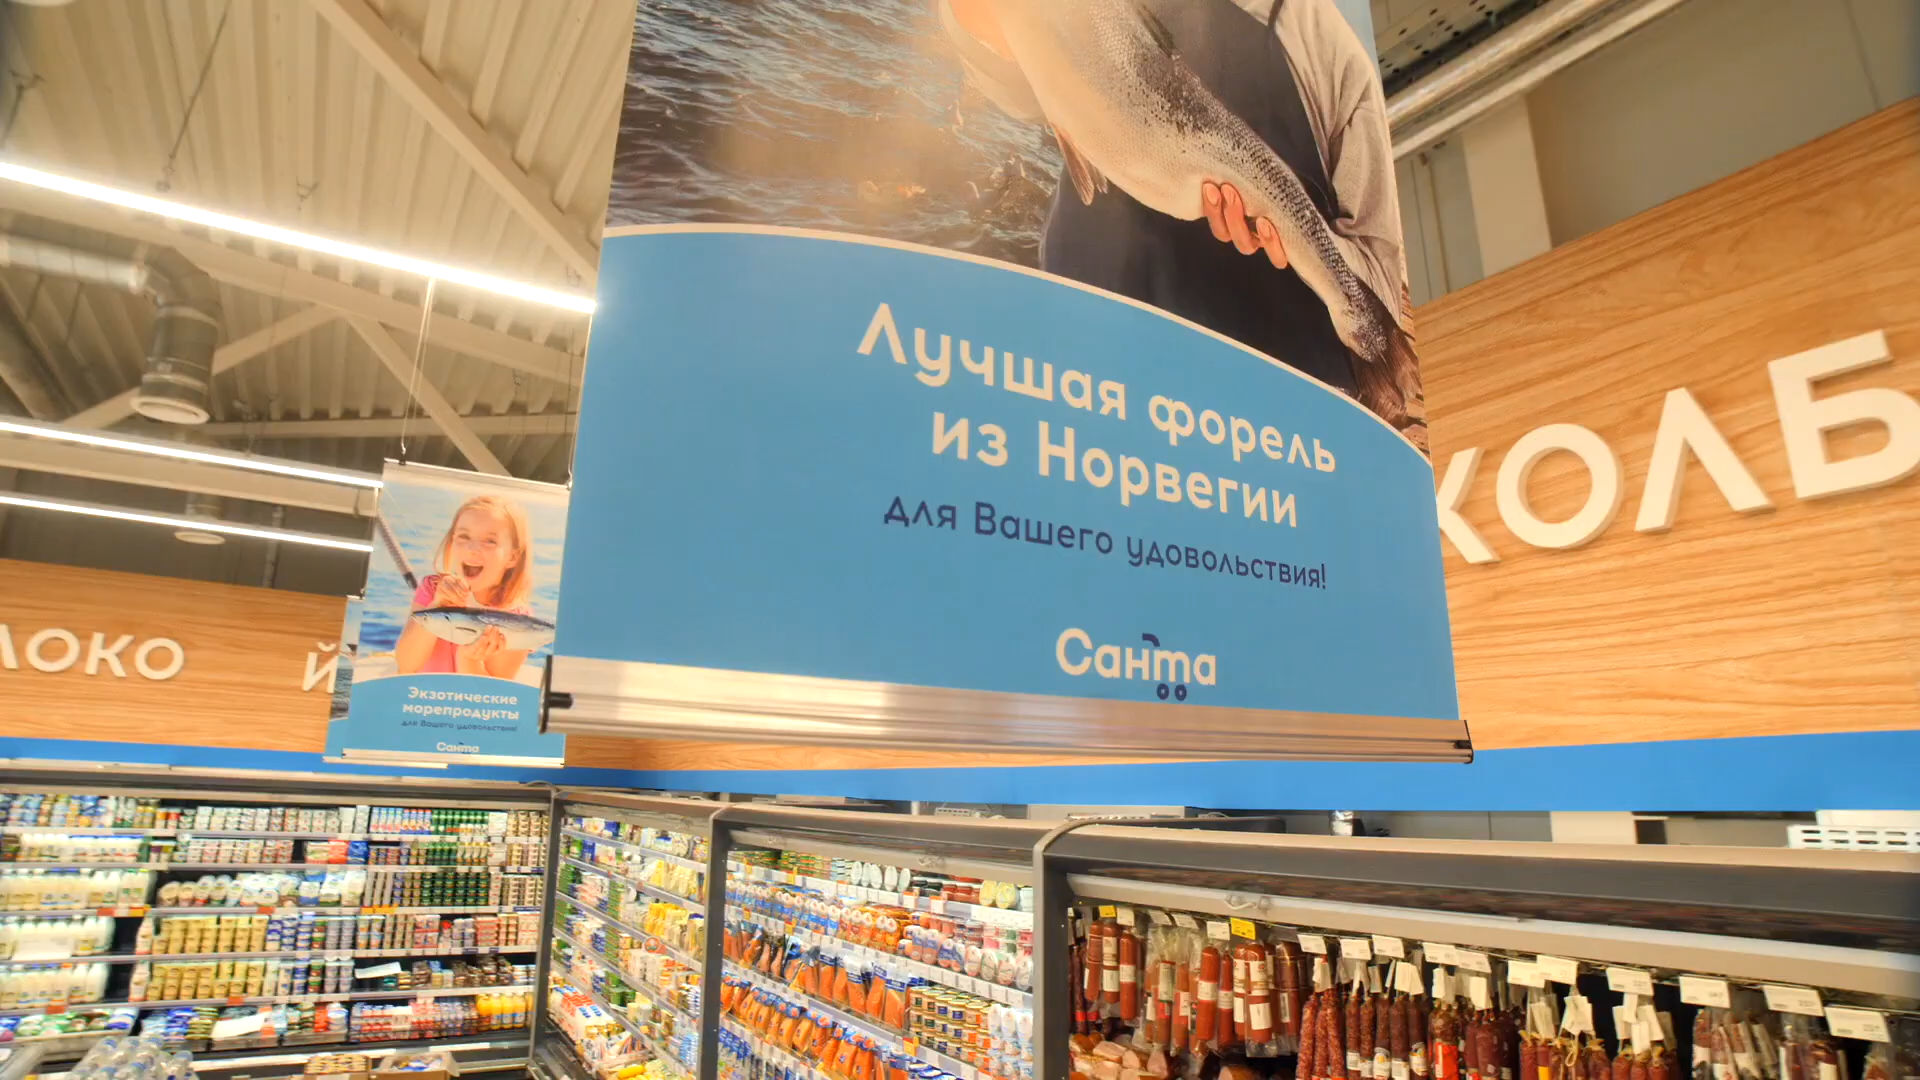 Лучшая форель
из Норвегии
для Вашего удовольствия!
Санта
КОЛБ
ЛОКО
Й
Экзотические
морепродукты
для Вашего удовольствия!
Санта